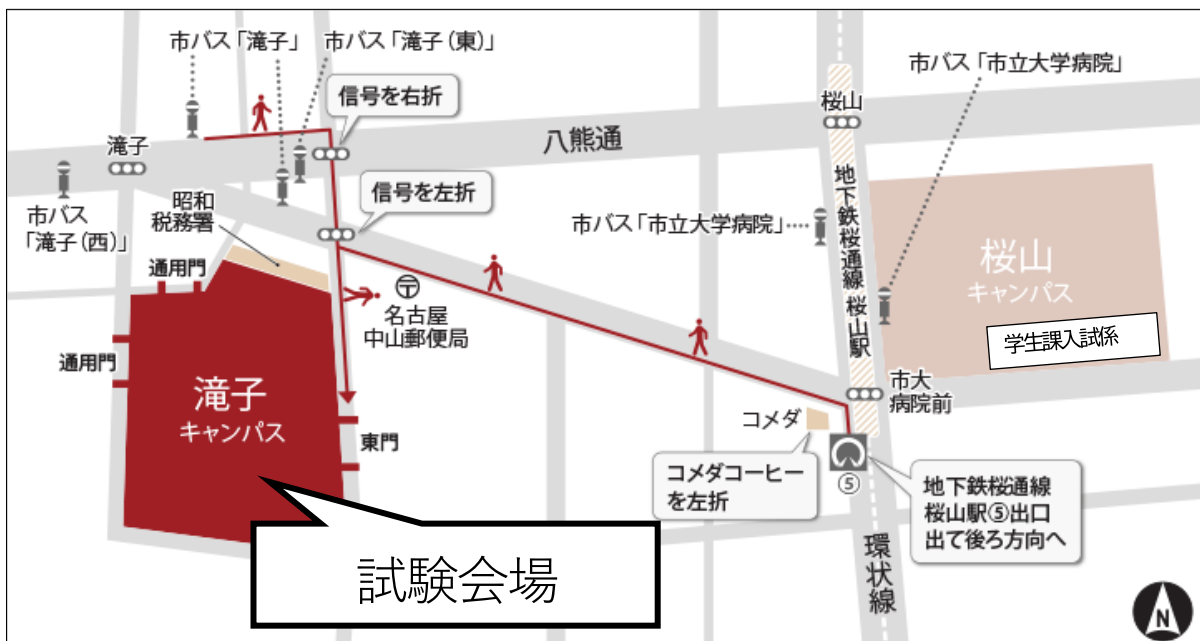 市バス「滝子」
市バス「滝子(東)」
信号を右折
市バス「市立大学病院」
桜山
八熊通
滝子
地下鉄桜通線 桜山駅
信号を左折
昭和
税務署
市バス
「滝子(西)」
市バス「市立大学病院」
桜山
キャンパス
通用門
〒
名古屋
中山郵便局
学生課入試係
通用門
滝子
キャンパス
市大
病院前
コメダ
東門
コメダコーヒー
を左折
⑤
地下鉄桜通線
桜山駅⑤出口
出て後ろ方向へ
試験会場
環状線
N